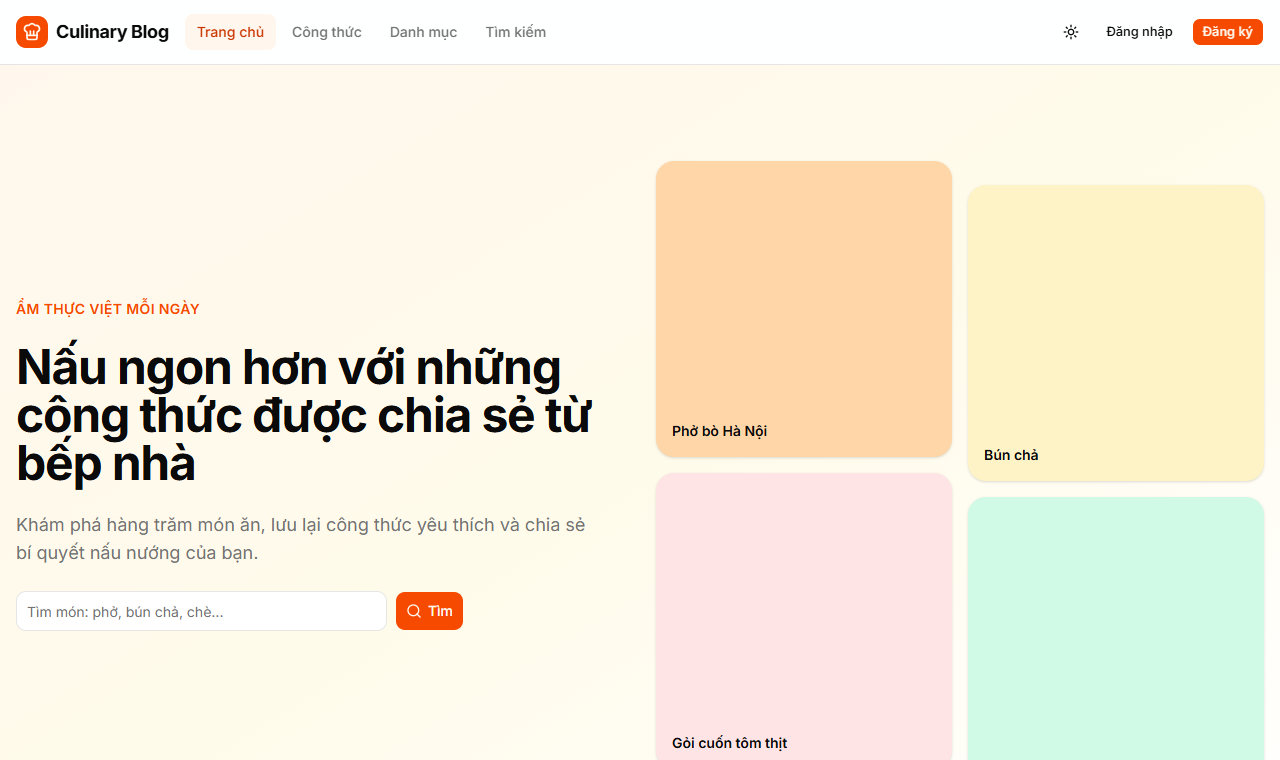 Culinary Blog
Trang chủ
Công thức
Danh mục
Tìm kiếm
Đăng nhập
Đăng ký
ẨM THỰC VIỆT MỖI NGÀY
Nấu ngon hơn với những
công thức được chia sẻ từ
bếp nhà
Khám phá hàng trăm món ăn, lưu lại công thức yêu thích và chia sẻ
bí quyết nấu nướng của bạn.
Tìm món: phở, bún chả, chè...
Tìm
Phở bò Hà Nội
Bún chả
Gỏi cuốn tôm thịt